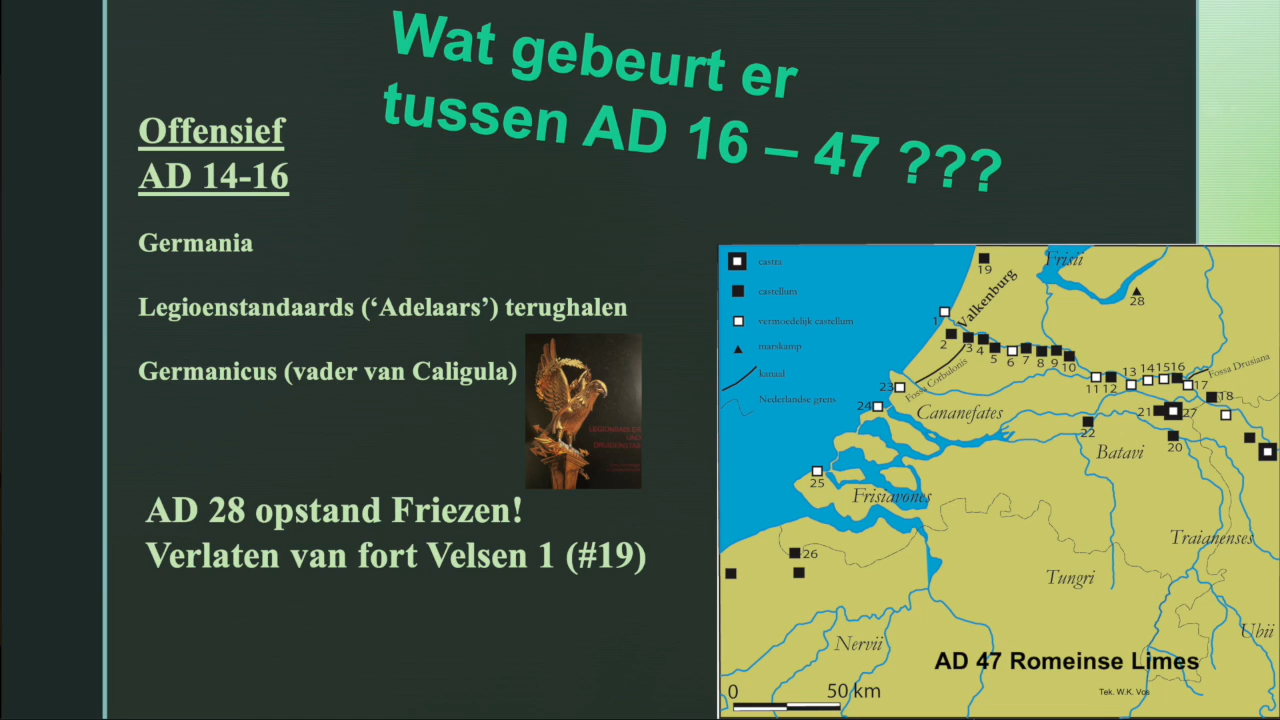 Wat gebeurt er
tussen AD 16 – 47 ???
Offensief
AD 14-16
Germania
Legioenstandaards (‘Adelaars’) terughalen
Germanicus (vader van Caligula)
LEGIONSADLER
UND
DRUIDENSTAB
AD 28 opstand Friezen!
Verlaten van fort Velsen 1 (#19)
castra
castellum
vermoedelijk castellum
marskamp
kanaal
Nederlandse grens
Frisii
19
28
Valkenburg
1
2
3
4
5
6
7
8
9
10
11
12
13
14
15
16
17
18
Fossa Drusiana
Fossa Corbulonis
23
24
Cananefates
21
27
22
20
Batavi
25
Frisiavones
26
Traianenses
Tungri
Nervii
Ubii
AD 47 Romeinse Limes
0
50 km
Tek. W.K. Vos